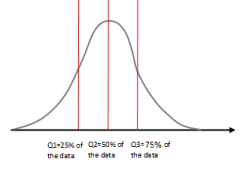 Q1=25% of Q2=50% of Q3=75% of
the data the data the data